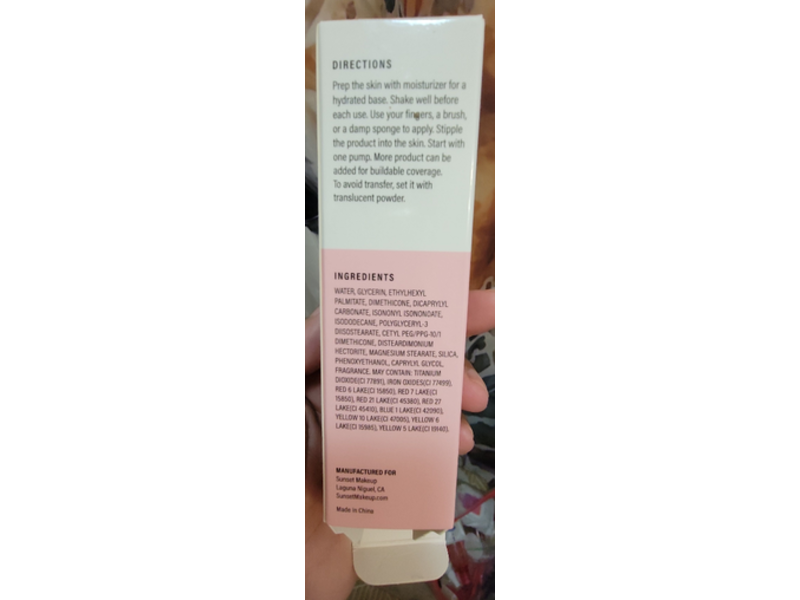 DIRECTIONS
Prep the skin with moisturizer for a
hydrated base. Shake well before
each use. Use your fingers, a brush,
or a damp sponge to apply. Stipple
the product into the skin. Start with
one pump. More product can be
added for buildable coverage.
To avoid transfer, set it with
translucent powder.
INGREDIENTS
WATER, GLYCERIN, ETHYLHEXYL
PALMITATE, DIMETHICONE, DICAPRYLYL
CARBONATE, ISONONYL ISONONOATE,
ISODODECANE, POLYGLYCERYL-3
DIISOSTEARATE, CETYL PEG/PPG-10/1
DIMETHICONE, DISTEARDIMONIUM
HECTORITE, MAGNESIUM STEARATE, SILICA,
PHENOXYETHANOL, CAPRYLYL GLYCOL,
FRAGRANCE. MAY CONTAIN: TITANIUM
DIOXIDE(CI 77891), IRON OXIDES(CI 77499),
RED 6 LAKE(CI 15850), RED 7 LAKE(CI
15850), RED 21 LAKE(CI 45380), RED 27
LAKE(CI 45410), BLUE 1 LAKE(CI 42090),
YELLOW 10 LAKE(CI 47005), YELLOW 6
LAKE(CI 15985), YELLOW 5 LAKE(CI 19140).
MANUFACTURED FOR
Sunset Makeup
Laguna Niguel, CA
SunsetMakeup.com
Made in China